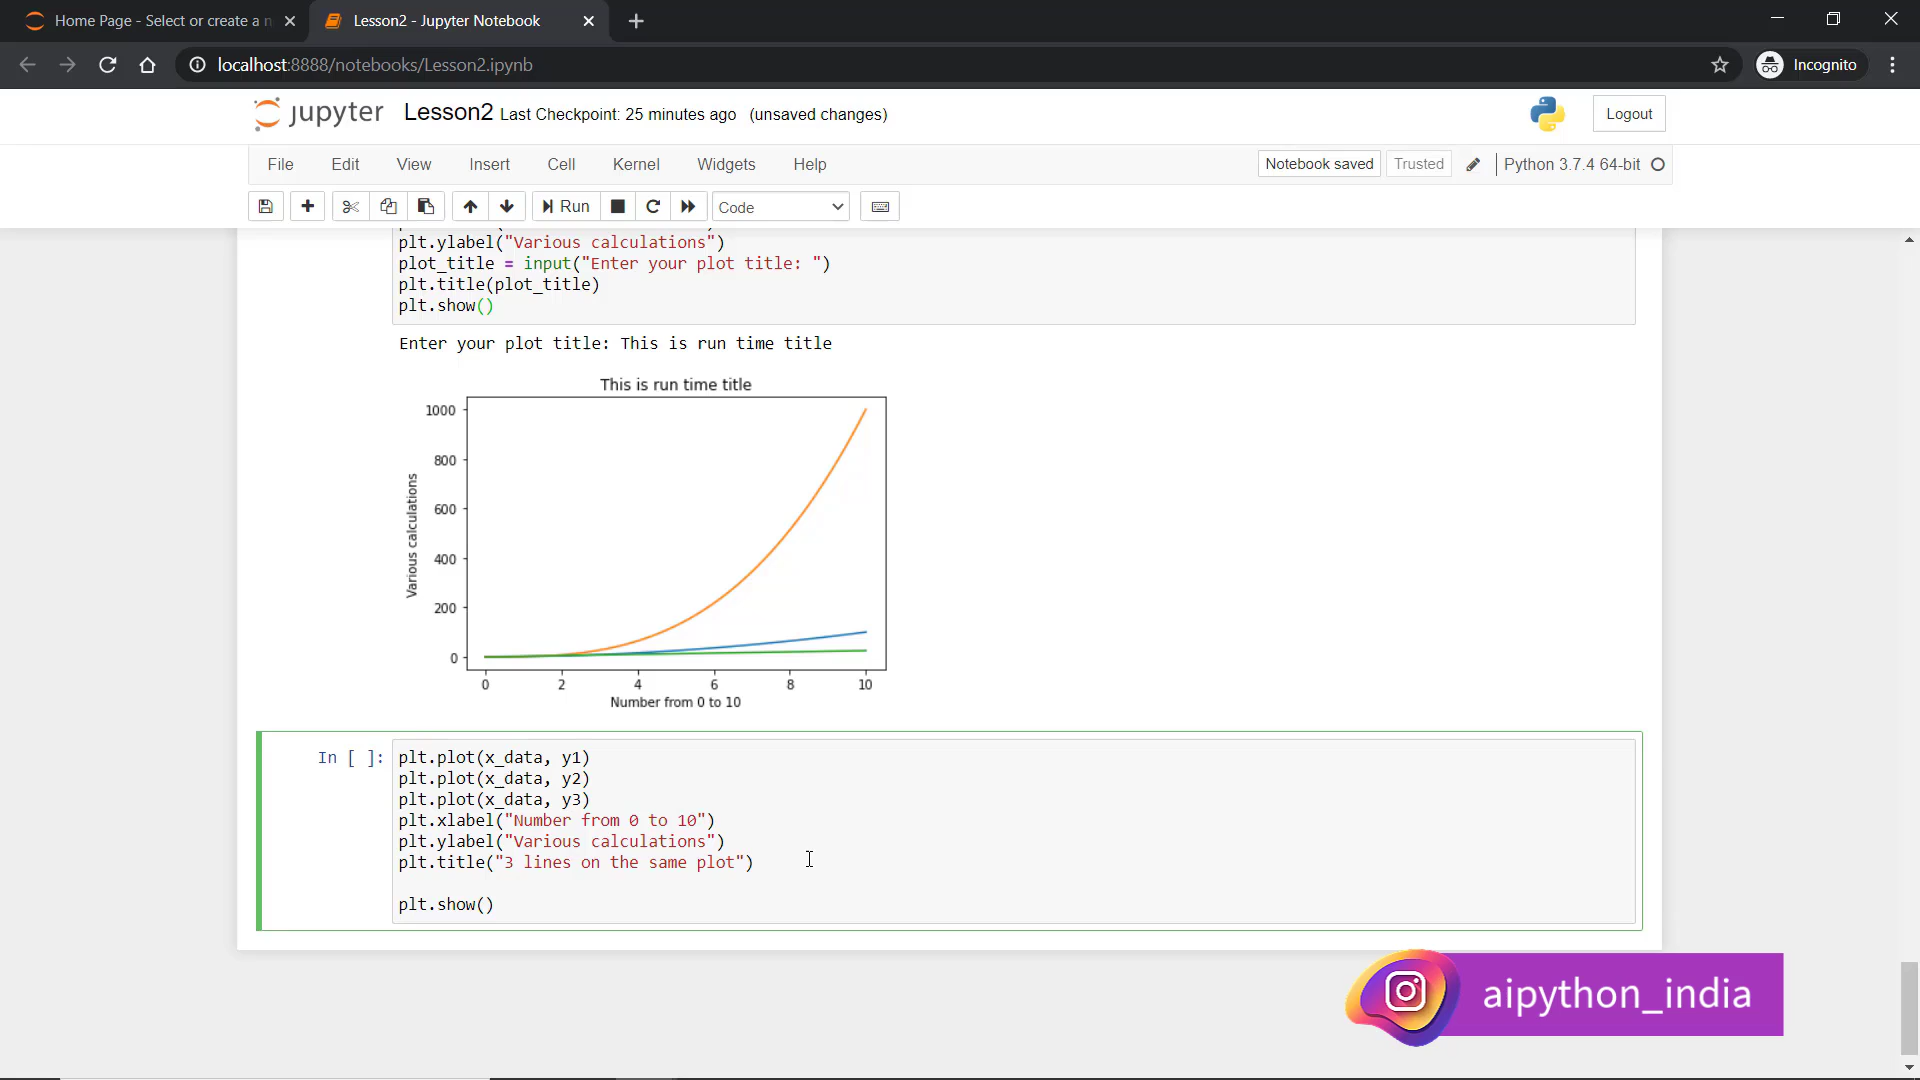 Home Page - Select or create a n
Lesson2 - Jupyter Notebook
localhost:8888/notebooks/Lesson2.ipynb
Incognito
jupyter Lesson2 Last Checkpoint: 25 minutes ago (unsaved changes)
Logout
File Edit View Insert Cell Kernel Widgets Help
Notebook saved Trusted Python 3.7.4 64-bit
Run Code
plt.ylabel("Various calculations")
plot_title = input("Enter your plot title: ")
plt.title(plot_title)
plt.show()
Enter your plot title: This is run time title
This is run time title
1000
800
600
400
200
0
Various calculations
0 2 4 6 8 10
Number from 0 to 10
In [ ]: plt.plot(x_data, y1)
plt.plot(x_data, y2)
plt.plot(x_data, y3)
plt.xlabel("Number from 0 to 10")
plt.ylabel("Various calculations")
plt.title("3 lines on the same plot")
plt.show()
aipython_india